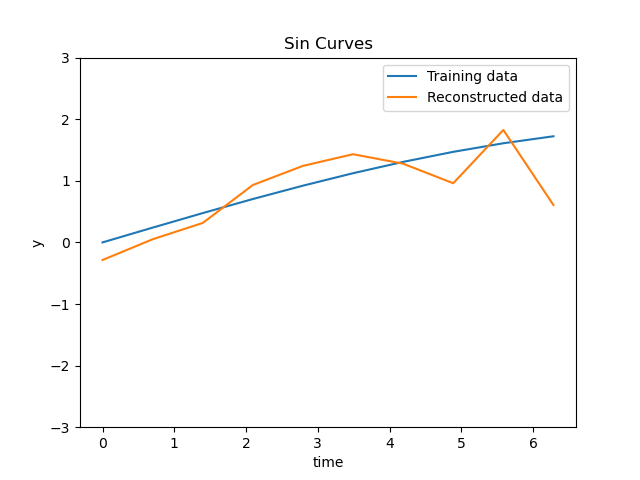 Sin Curves
Training data
Reconstructed data
3
2
1
0
−1
−2
−3
y
0 1 2 3 4 5 6
time